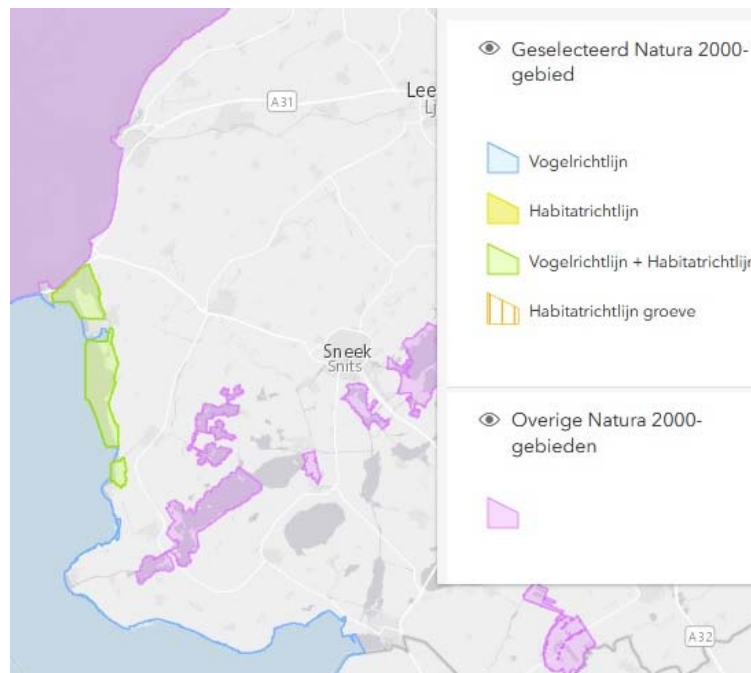 A31
Lee
Lj
Sneek
Snits
A32
Geselecteerd Natura 2000-
gebied
Vogelrichtlijn
Habitatrichtlijn
Vogelrichtlijn + Habitatrichtlijn
Habitatrichtlijn groeve
Overige Natura 2000-
gebieden